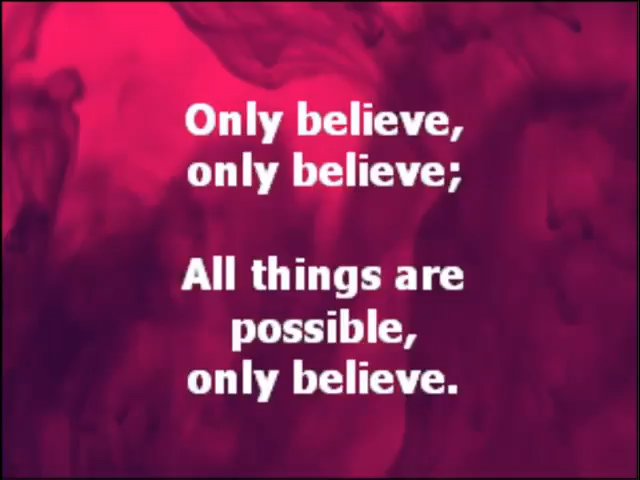 Only believe,
only believe;
All things are
possible,
only believe.